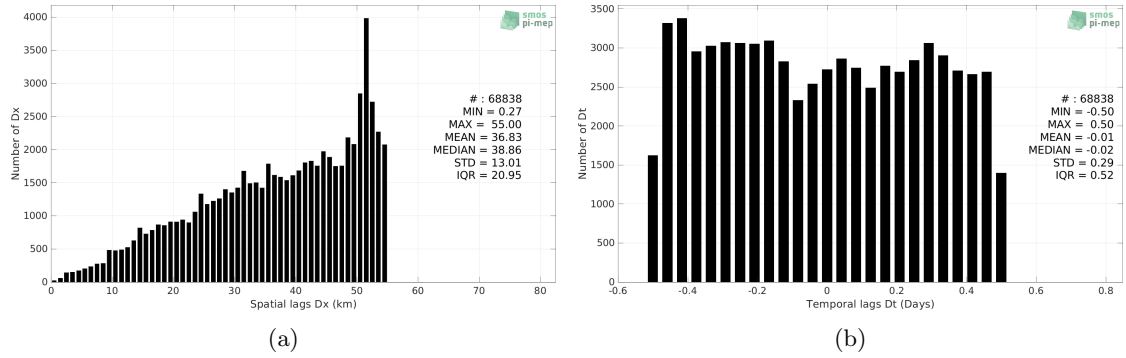 smos
pi-mep
4000
3500
3000
2500
2000
1500
1000
500
0
Number of Dx
# : 68838
MIN = 0.27
MAX = 55.00
MEAN = 36.83
MEDIAN = 38.86
STD = 13.01
IQR = 20.95
10 20 30 40 50 60 70 80
Spatial lags Dx (km)
(a)
smos
pi-mep
3500
3000
2500
2000
1500
1000
500
0
Number of Dt
# : 68838
MIN = -0.50
MAX = 0.50
MEAN = -0.01
MEDIAN = -0.02
STD = 0.29
IQR = 0.52
-0.6 -0.4 -0.2 0 0.2 0.4 0.6 0.8
Temporal lags Dt (Days)
(b)